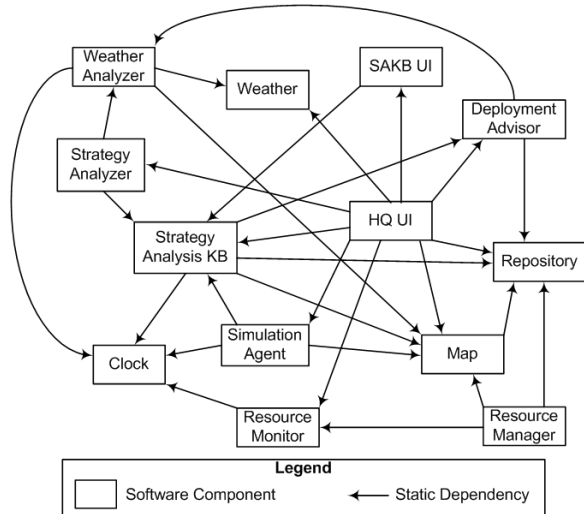 Weather
Analyzer
Weather
SAKB UI
Deployment
Advisor
Strategy
Analyzer
Strategy
Analysis KB
HQ UI
Repository
Clock
Simulation
Agent
Map
Resource
Monitor
Resource
Manager
Legend
Software Component
Static Dependency